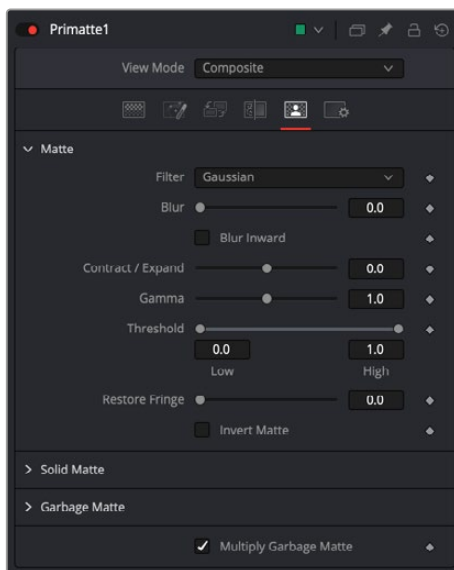 Primatte1
View Mode Composite
Matte
Filter Gaussian
Blur 0.0
Blur Inward
Contract / Expand 0.0
Gamma 1.0
Threshold
0.0 1.0
Low High
Restore Fringe 0.0
Invert Matte
Solid Matte
Garbage Matte
Multiply Garbage Matte